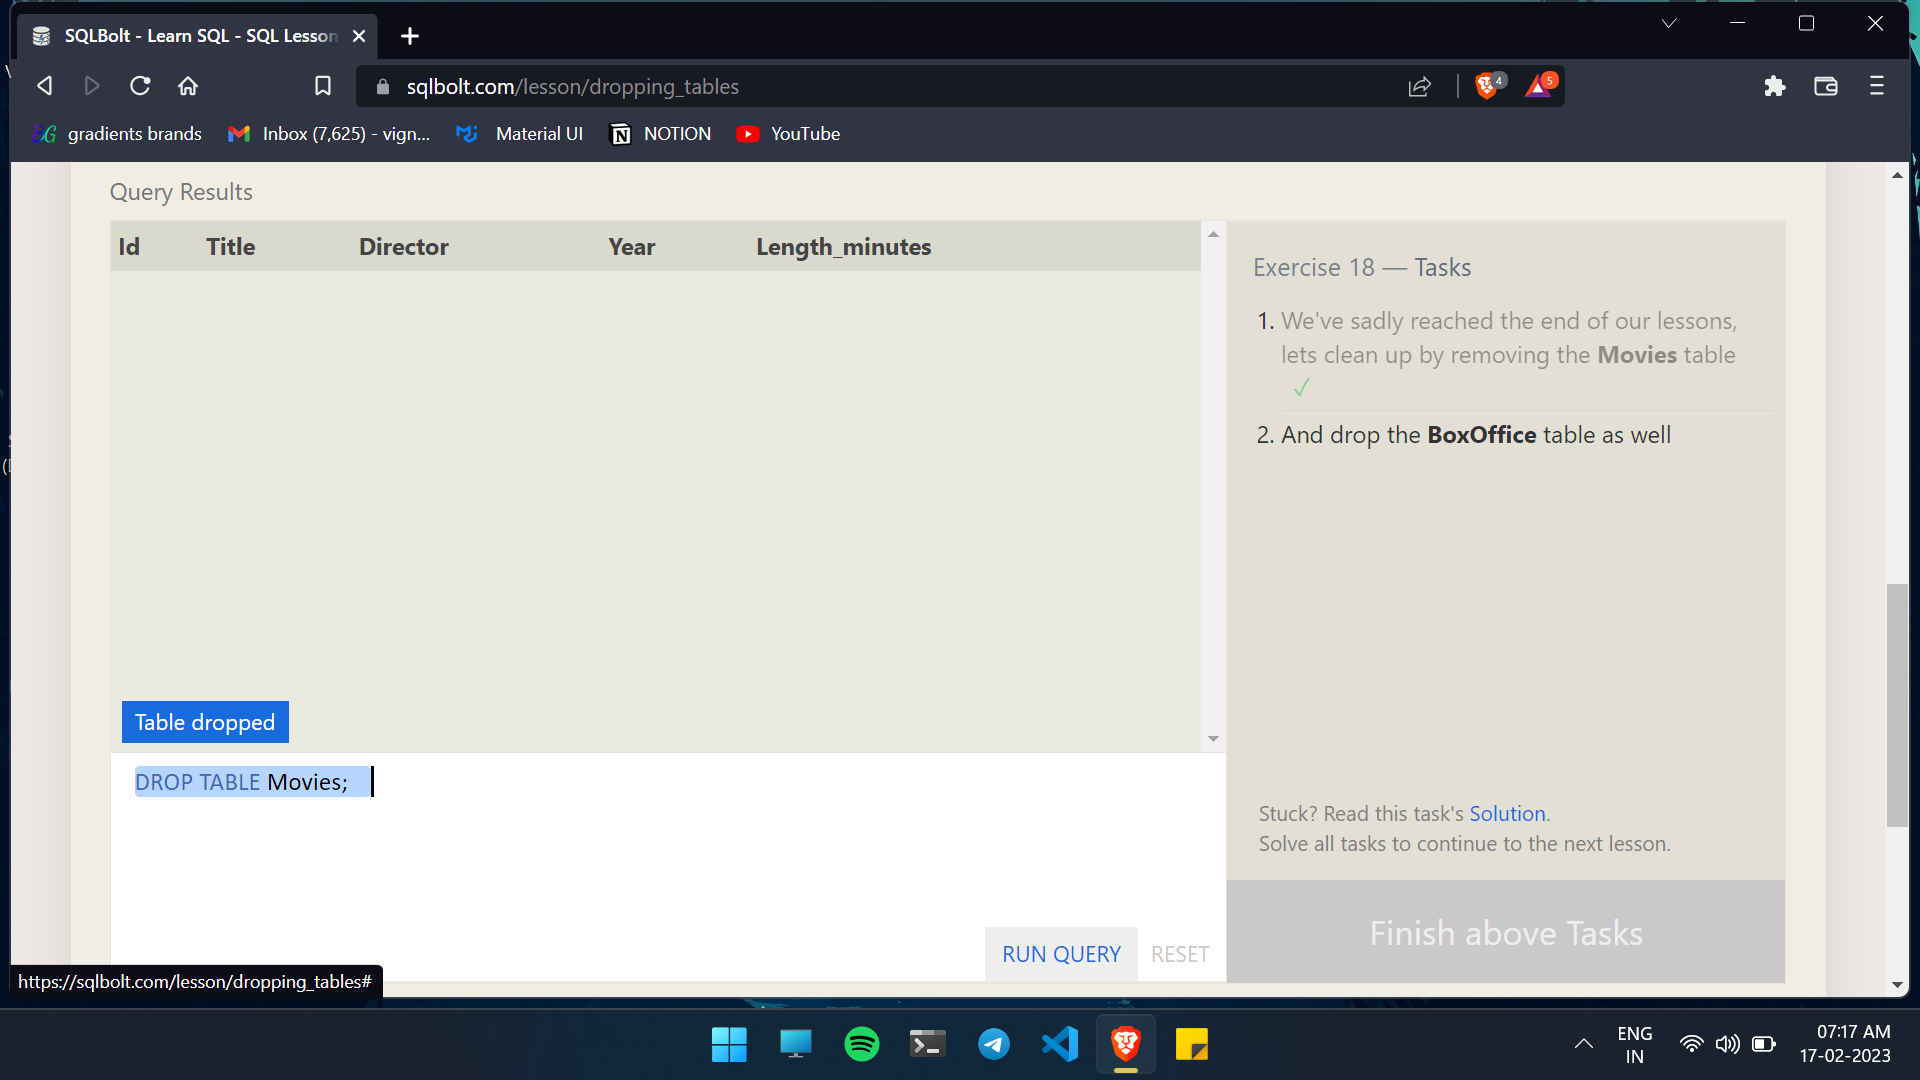 SQLBolt - Learn SQL - SQL Lesson
sqlbolt.com/lesson/dropping_tables
4
5
BG gradients brands
Inbox (7,625) - vign...
Material UI
NOTION
YouTube
Query Results
Id Title Director Year Length_minutes
Table dropped
DROP TABLE Movies;
RUN QUERY
RESET
Exercise 18 — Tasks
1. We've sadly reached the end of our lessons,
lets clean up by removing the Movies table
✓
2. And drop the BoxOffice table as well
Stuck? Read this task's Solution.
Solve all tasks to continue to the next lesson.
Finish above Tasks
https://sqlbolt.com/lesson/dropping_tables#
ENG
IN
07:17 AM
17-02-2023